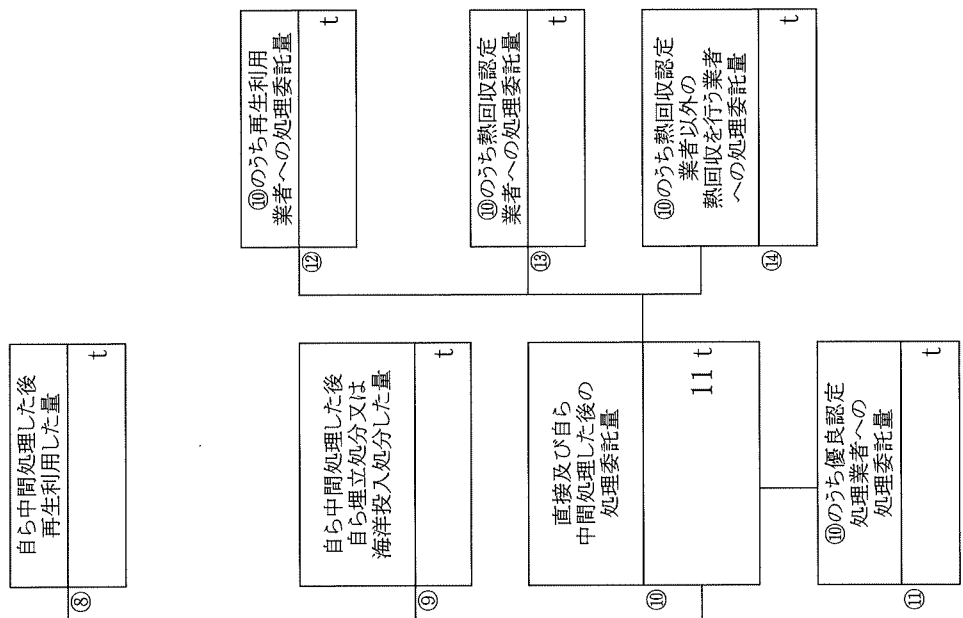 ⑧
自ら中間処理した後
再生利用した量
t
⑨
自ら中間処理した後
自ら埋立処分又は
海洋投入処分した量
t
⑩
直接及び自ら
中間処理した後の
処理委託量
11 t
⑪
⑩のうち優良認定
処理業者への
処理委託量
t
⑫
⑩のうち再生利用
業者への処理委託量
t
⑬
⑩のうち熱回収認定
業者への処理委託量
t
⑭
⑩のうち熱回収認定
業者以外の
熱回収を行う業者
への処理委託量
t